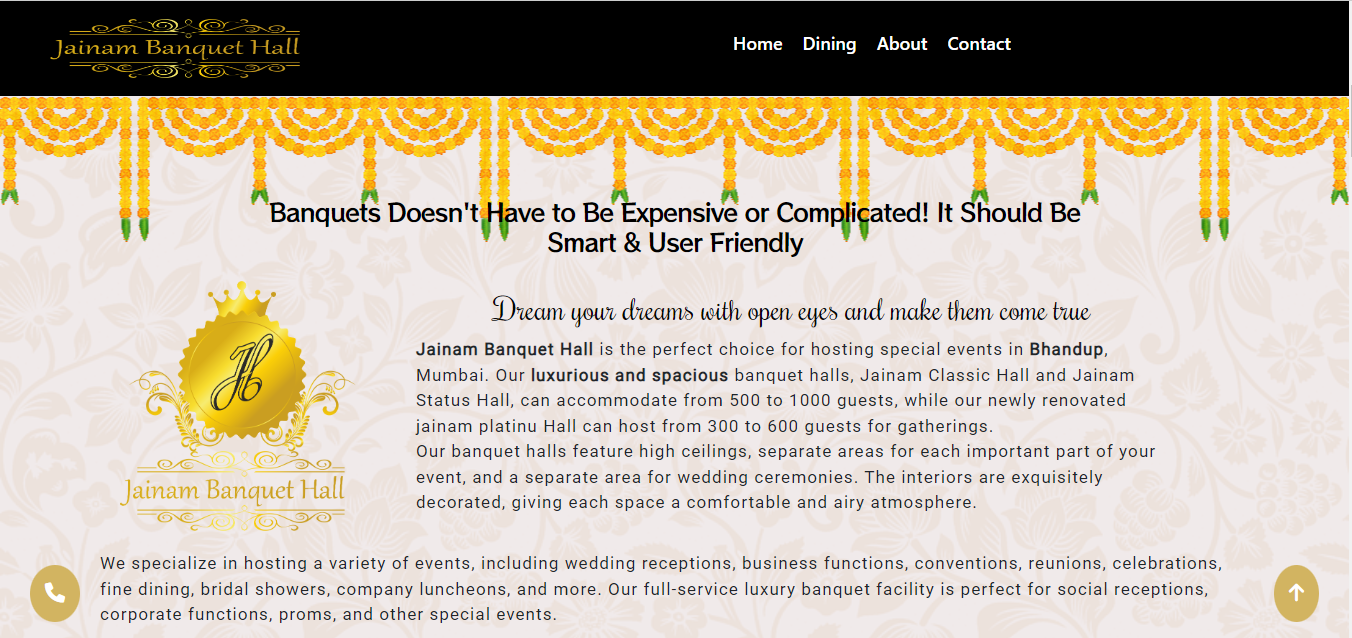 Jainam Banquet Hall
Home Dining About Contact
Banquets Doesn't Have to Be Expensive or Complicated! It Should Be
Smart & User Friendly
Dream your dreams with open eyes and make them come true
JH
Jainam Banquet Hall
Jainam Banquet Hall is the perfect choice for hosting special events in Bhandup,
Mumbai. Our luxurious and spacious banquet halls, Jainam Classic Hall and Jainam
Status Hall, can accommodate from 500 to 1000 guests, while our newly renovated
jainam platinu Hall can host from 300 to 600 guests for gatherings.
Our banquet halls feature high ceilings, separate areas for each important part of your
event, and a separate area for wedding ceremonies. The interiors are exquisitely
decorated, giving each space a comfortable and airy atmosphere.
We specialize in hosting a variety of events, including wedding receptions, business functions, conventions, reunions, celebrations,
fine dining, bridal showers, company luncheons, and more. Our full-service luxury banquet facility is perfect for social receptions,
corporate functions, proms, and other special events.